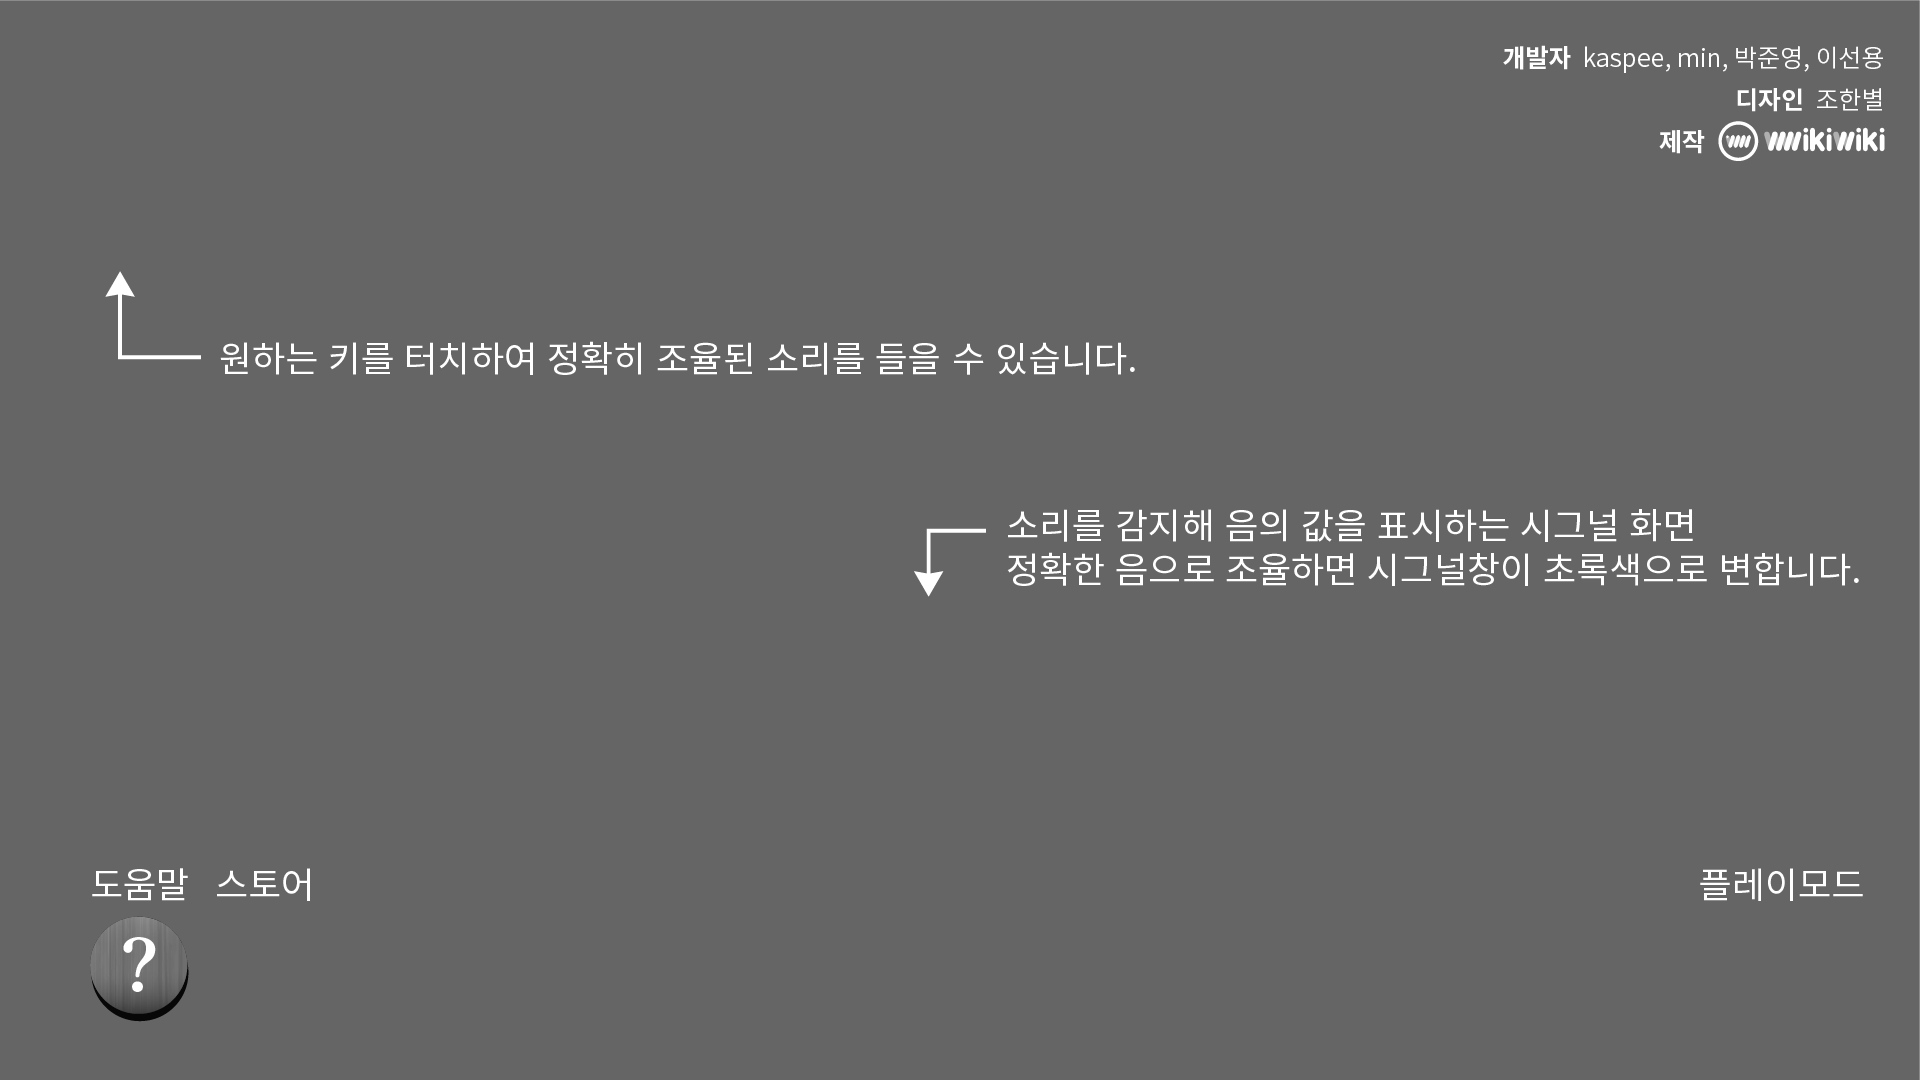 개발자 kaspee, min, 박준영, 이선용
디자인 조한별
제작 wikiwiki
원하는 키를 터치하여 정확히 조율된 소리를 들을 수 있습니다.
소리를 감지해 음의 값을 표시하는 시그널 화면
정확한 음으로 조율하면 시그널창이 초록색으로 변합니다.
도움말 스토어
플레이모드
?